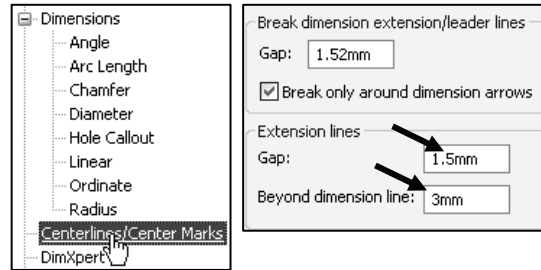 Dimensions
Angle
Arc Length
Chamfer
Diameter
Hole Callout
Linear
Ordinate
Radius
Centerlines/Center Marks
DimXpert
Break dimension extension/leader lines
Gap: 1.52mm
Break only around dimension arrows
Extension lines
Gap: 1.5mm
Beyond dimension line: 3mm